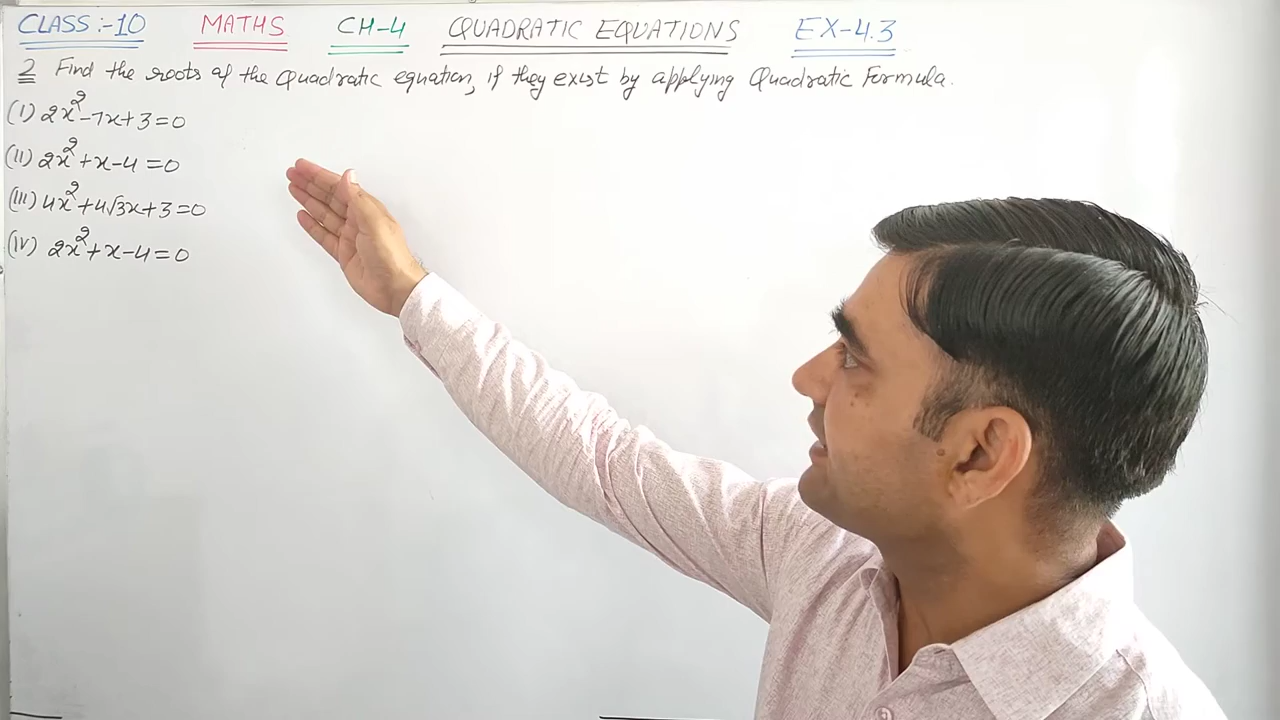 CLASS:-10 MATHS CH-4 QUADRATIC EQUATIONS EX-4.3
2 Find the roots of the Quadratic equation, if they exist by applying Quadratic Formula.
(I) 2x²-7x+3=0
(II) 2x²+x-4=0
(III) 4x²+4√3x+3=0
(IV) 2x²+x-4=0